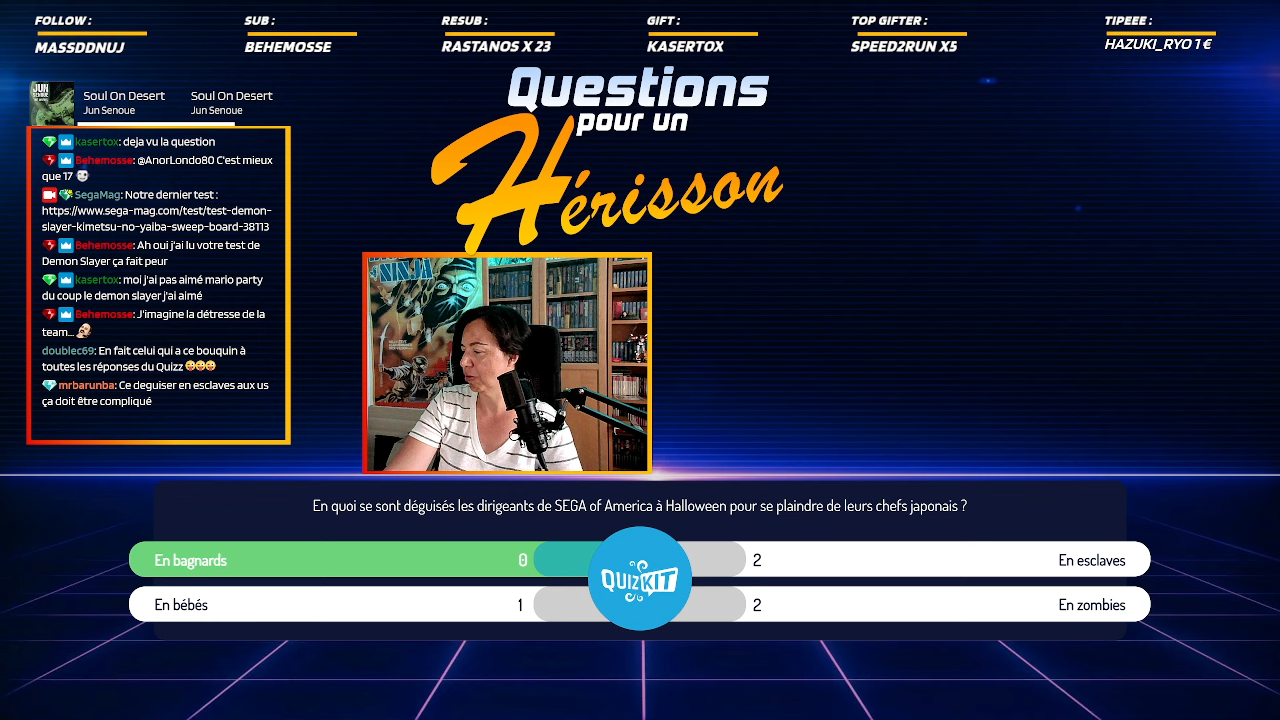 FOLLOW :
MASSDDNUJ
SUB :
BEHEMOSSE
RESUB :
RASTANOS X 23
GIFT :
KASERTOX
TOP GIFTER :
SPEED2RUN X5
TIPEEE :
HAZUKI_RYO 1 €
JUN
SENOUE
Soul On Desert
Jun Senoue
Soul On Desert
Jun Senoue
kasertox: deja vu la question
Behemosse: @AnorLondo80 C'est mieux
que 17
SegaMag: Notre dernier test :
https://www.sega-mag.com/test/test-demon-
slayer-kimetsu-no-yaiba-sweep-board-38113
Behemosse: Ah oui j'ai lu votre test de
Demon Slayer ça fait peur
kasertox: moi j'ai pas aimé mario party
du coup le demon slayer j'ai aimé
Behemosse: J'imagine la détresse de la
team...
doublec69: En fait celui qui a ce bouquin à
toutes les réponses du Quizz
mrbarunba: Ce deguiser en esclaves aux us
ça doit être compliqué
Questions
pour un
Hérisson
NINJA
En quoi se sont déguisés les dirigeants de SEGA of America à Halloween pour se plaindre de leurs chefs japonais ?
En bagnards 0
2 En esclaves
QUIZKIT
En bébés 1
2 En zombies